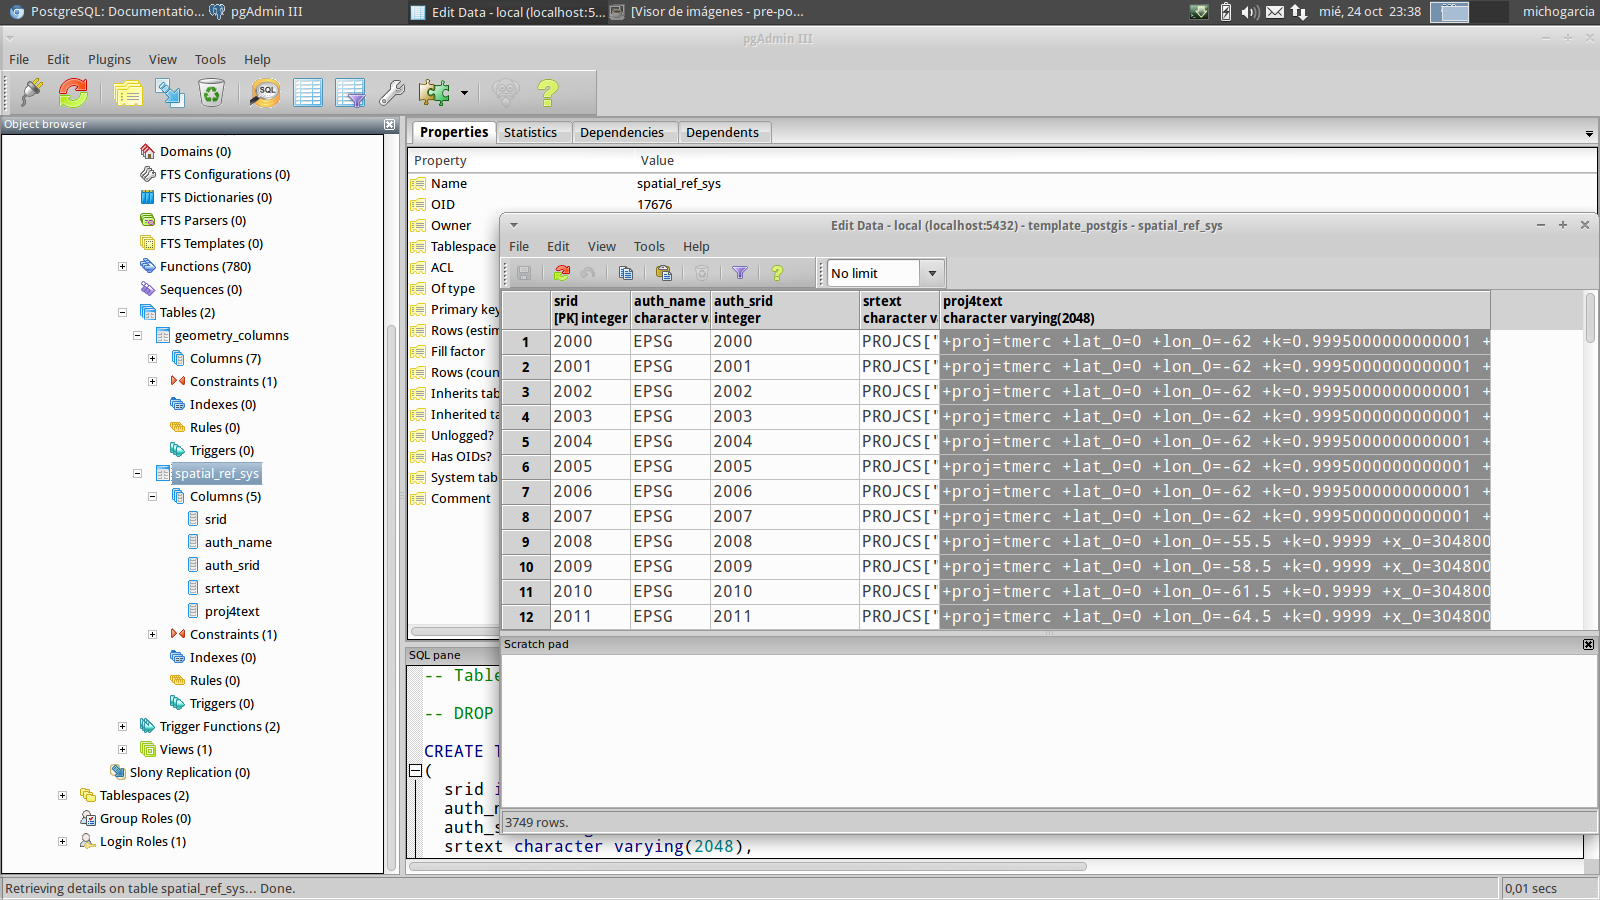 PostgreSQL: Documentatio... pgAdmin III Edit Data - local (localhost:5... [Visor de imágenes - pre-po... mié, 24 oct 23:38 michogarcia
pgAdmin III
File Edit Plugins View Tools Help
SQL
Object browser
Domains (0)
FTS Configurations (0)
FTS Dictionaries (0)
FTS Parsers (0)
FTS Templates (0)
Functions (780)
Sequences (0)
Tables (2)
geometry_columns
Columns (7)
Constraints (1)
Indexes (0)
Rules (0)
Triggers (0)
spatial_ref_sys
Columns (5)
srid
auth_name
auth_srid
srtext
proj4text
Constraints (1)
Indexes (0)
Rules (0)
Triggers (0)
Trigger Functions (2)
Views (1)
Slony Replication (0)
Tablespaces (2)
Group Roles (0)
Login Roles (1)
Properties Statistics Dependencies Dependents
Property Value
Name spatial_ref_sys
OID 17676
Owner
Tablespace
ACL
Of type
Primary key
Rows (estim
Fill factor
Rows (coun
Inherits tab
Inherited ta
Unlogged?
Has OIDs?
System tab
Comment
Edit Data - local (localhost:5432) - template_postgis - spatial_ref_sys
File Edit View Tools Help
No limit
srid auth_name auth_srid srtext proj4text
[PK] integer character va integer character va character varying(2048)
1 2000 EPSG 2000 PROJCS[" +proj=tmerc +lat_0=0 +lon_0=-62 +k=0.9995000000000001 +
2 2001 EPSG 2001 PROJCS[" +proj=tmerc +lat_0=0 +lon_0=-62 +k=0.9995000000000001 +
3 2002 EPSG 2002 PROJCS[" +proj=tmerc +lat_0=0 +lon_0=-62 +k=0.9995000000000001 +
4 2003 EPSG 2003 PROJCS[" +proj=tmerc +lat_0=0 +lon_0=-62 +k=0.9995000000000001 +
5 2004 EPSG 2004 PROJCS[" +proj=tmerc +lat_0=0 +lon_0=-62 +k=0.9995000000000001 +
6 2005 EPSG 2005 PROJCS[" +proj=tmerc +lat_0=0 +lon_0=-62 +k=0.9995000000000001 +
7 2006 EPSG 2006 PROJCS[" +proj=tmerc +lat_0=0 +lon_0=-62 +k=0.9995000000000001 +
8 2007 EPSG 2007 PROJCS[" +proj=tmerc +lat_0=0 +lon_0=-62 +k=0.9995000000000001 +
9 2008 EPSG 2008 PROJCS[" +proj=tmerc +lat_0=0 +lon_0=-55.5 +k=0.9999 +x_0=304800
10 2009 EPSG 2009 PROJCS[" +proj=tmerc +lat_0=0 +lon_0=-58.5 +k=0.9999 +x_0=304800
11 2010 EPSG 2010 PROJCS[" +proj=tmerc +lat_0=0 +lon_0=-61.5 +k=0.9999 +x_0=304800
12 2011 EPSG 2011 PROJCS[" +proj=tmerc +lat_0=0 +lon_0=-64.5 +k=0.9999 +x_0=304800
Scratch pad
3749 rows.
SQL pane
-- Table
-- DROP
CREATE T
(
srid i
auth_n
auth_s
srtext character varying(2048),
Retrieving details on table spatial_ref_sys... Done. 0,01 secs